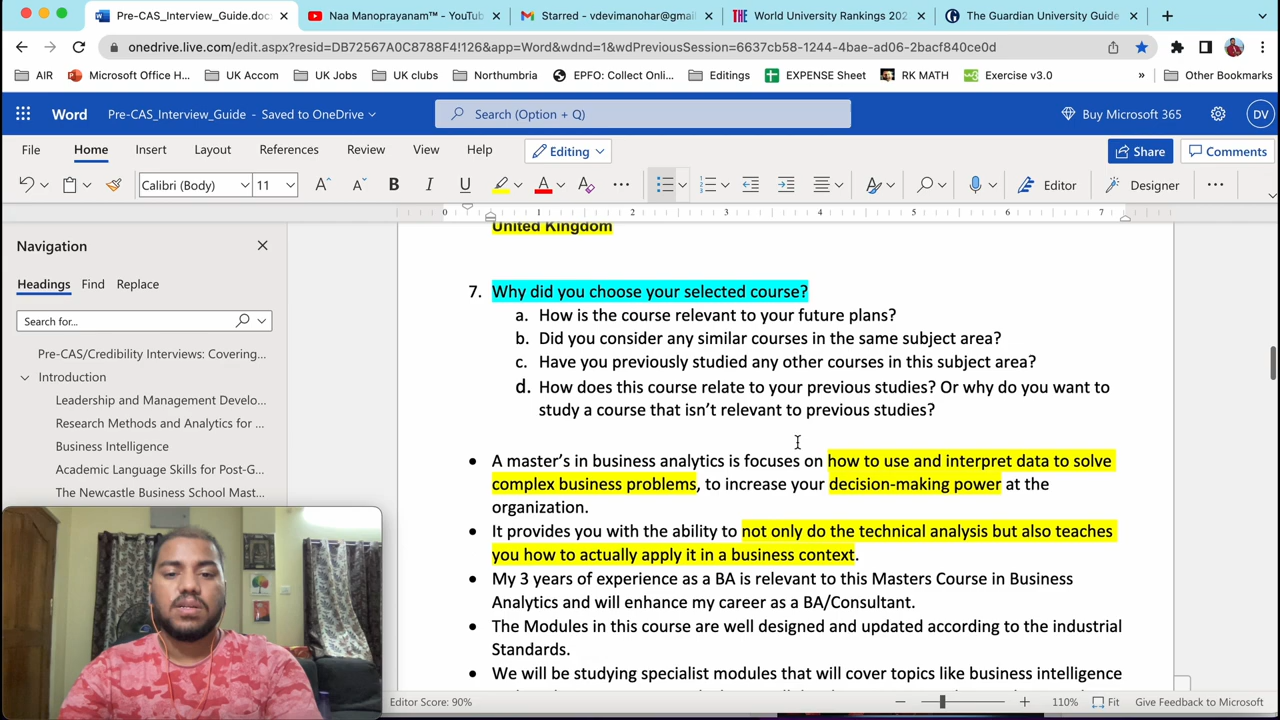 Pre-CAS_Interview_Guide.doc
Naa Manoprayanam™ - YouTub
Starred - vdevimanohar@gmail
World University Rankings 202
The Guardian University Guide
onedrive.live.com/edit.aspx?resid=DB72567A0C8788F4!126&app=Word&wdnd=1&wdPreviousSession=6637cb58-1244-4bae-ad06-2bacf840ce0d
AIR Microsoft Office H... UK Accom UK Jobs UK clubs Northumbria EPFO: Collect Onli... Editings EXPENSE Sheet RK MATH Exercise v3.0 » Other Bookmarks
Word Pre-CAS_Interview_Guide - Saved to OneDrive Search (Option + Q) Buy Microsoft 365 DV
File Home Insert Layout References Review View Help Editing Share Comments
Calibri (Body) 11 A A B I U A A ... Editor Designer ...
0 1 2 3 4 5 6 7
Navigation
Headings Find Replace
Search for...
Pre-CAS/Credibility Interviews: Covering...
Introduction
Leadership and Management Develo...
Research Methods and Analytics for ...
Business Intelligence
Academic Language Skills for Post-G...
The Newcastle Business School Mast...
United Kingdom
7. Why did you choose your selected course?
a. How is the course relevant to your future plans?
b. Did you consider any similar courses in the same subject area?
c. Have you previously studied any other courses in this subject area?
d. How does this course relate to your previous studies? Or why do you want to
study a course that isn't relevant to previous studies?
• A master's in business analytics is focuses on how to use and interpret data to solve
complex business problems, to increase your decision-making power at the
organization.
• It provides you with the ability to not only do the technical analysis but also teaches
you how to actually apply it in a business context.
• My 3 years of experience as a BA is relevant to this Masters Course in Business
Analytics and will enhance my career as a BA/Consultant.
• The Modules in this course are well designed and updated according to the industrial
Standards.
• We will be studying specialist modules that will cover topics like business intelligence
Editor Score: 90%
110% Fit Give Feedback to Microsoft